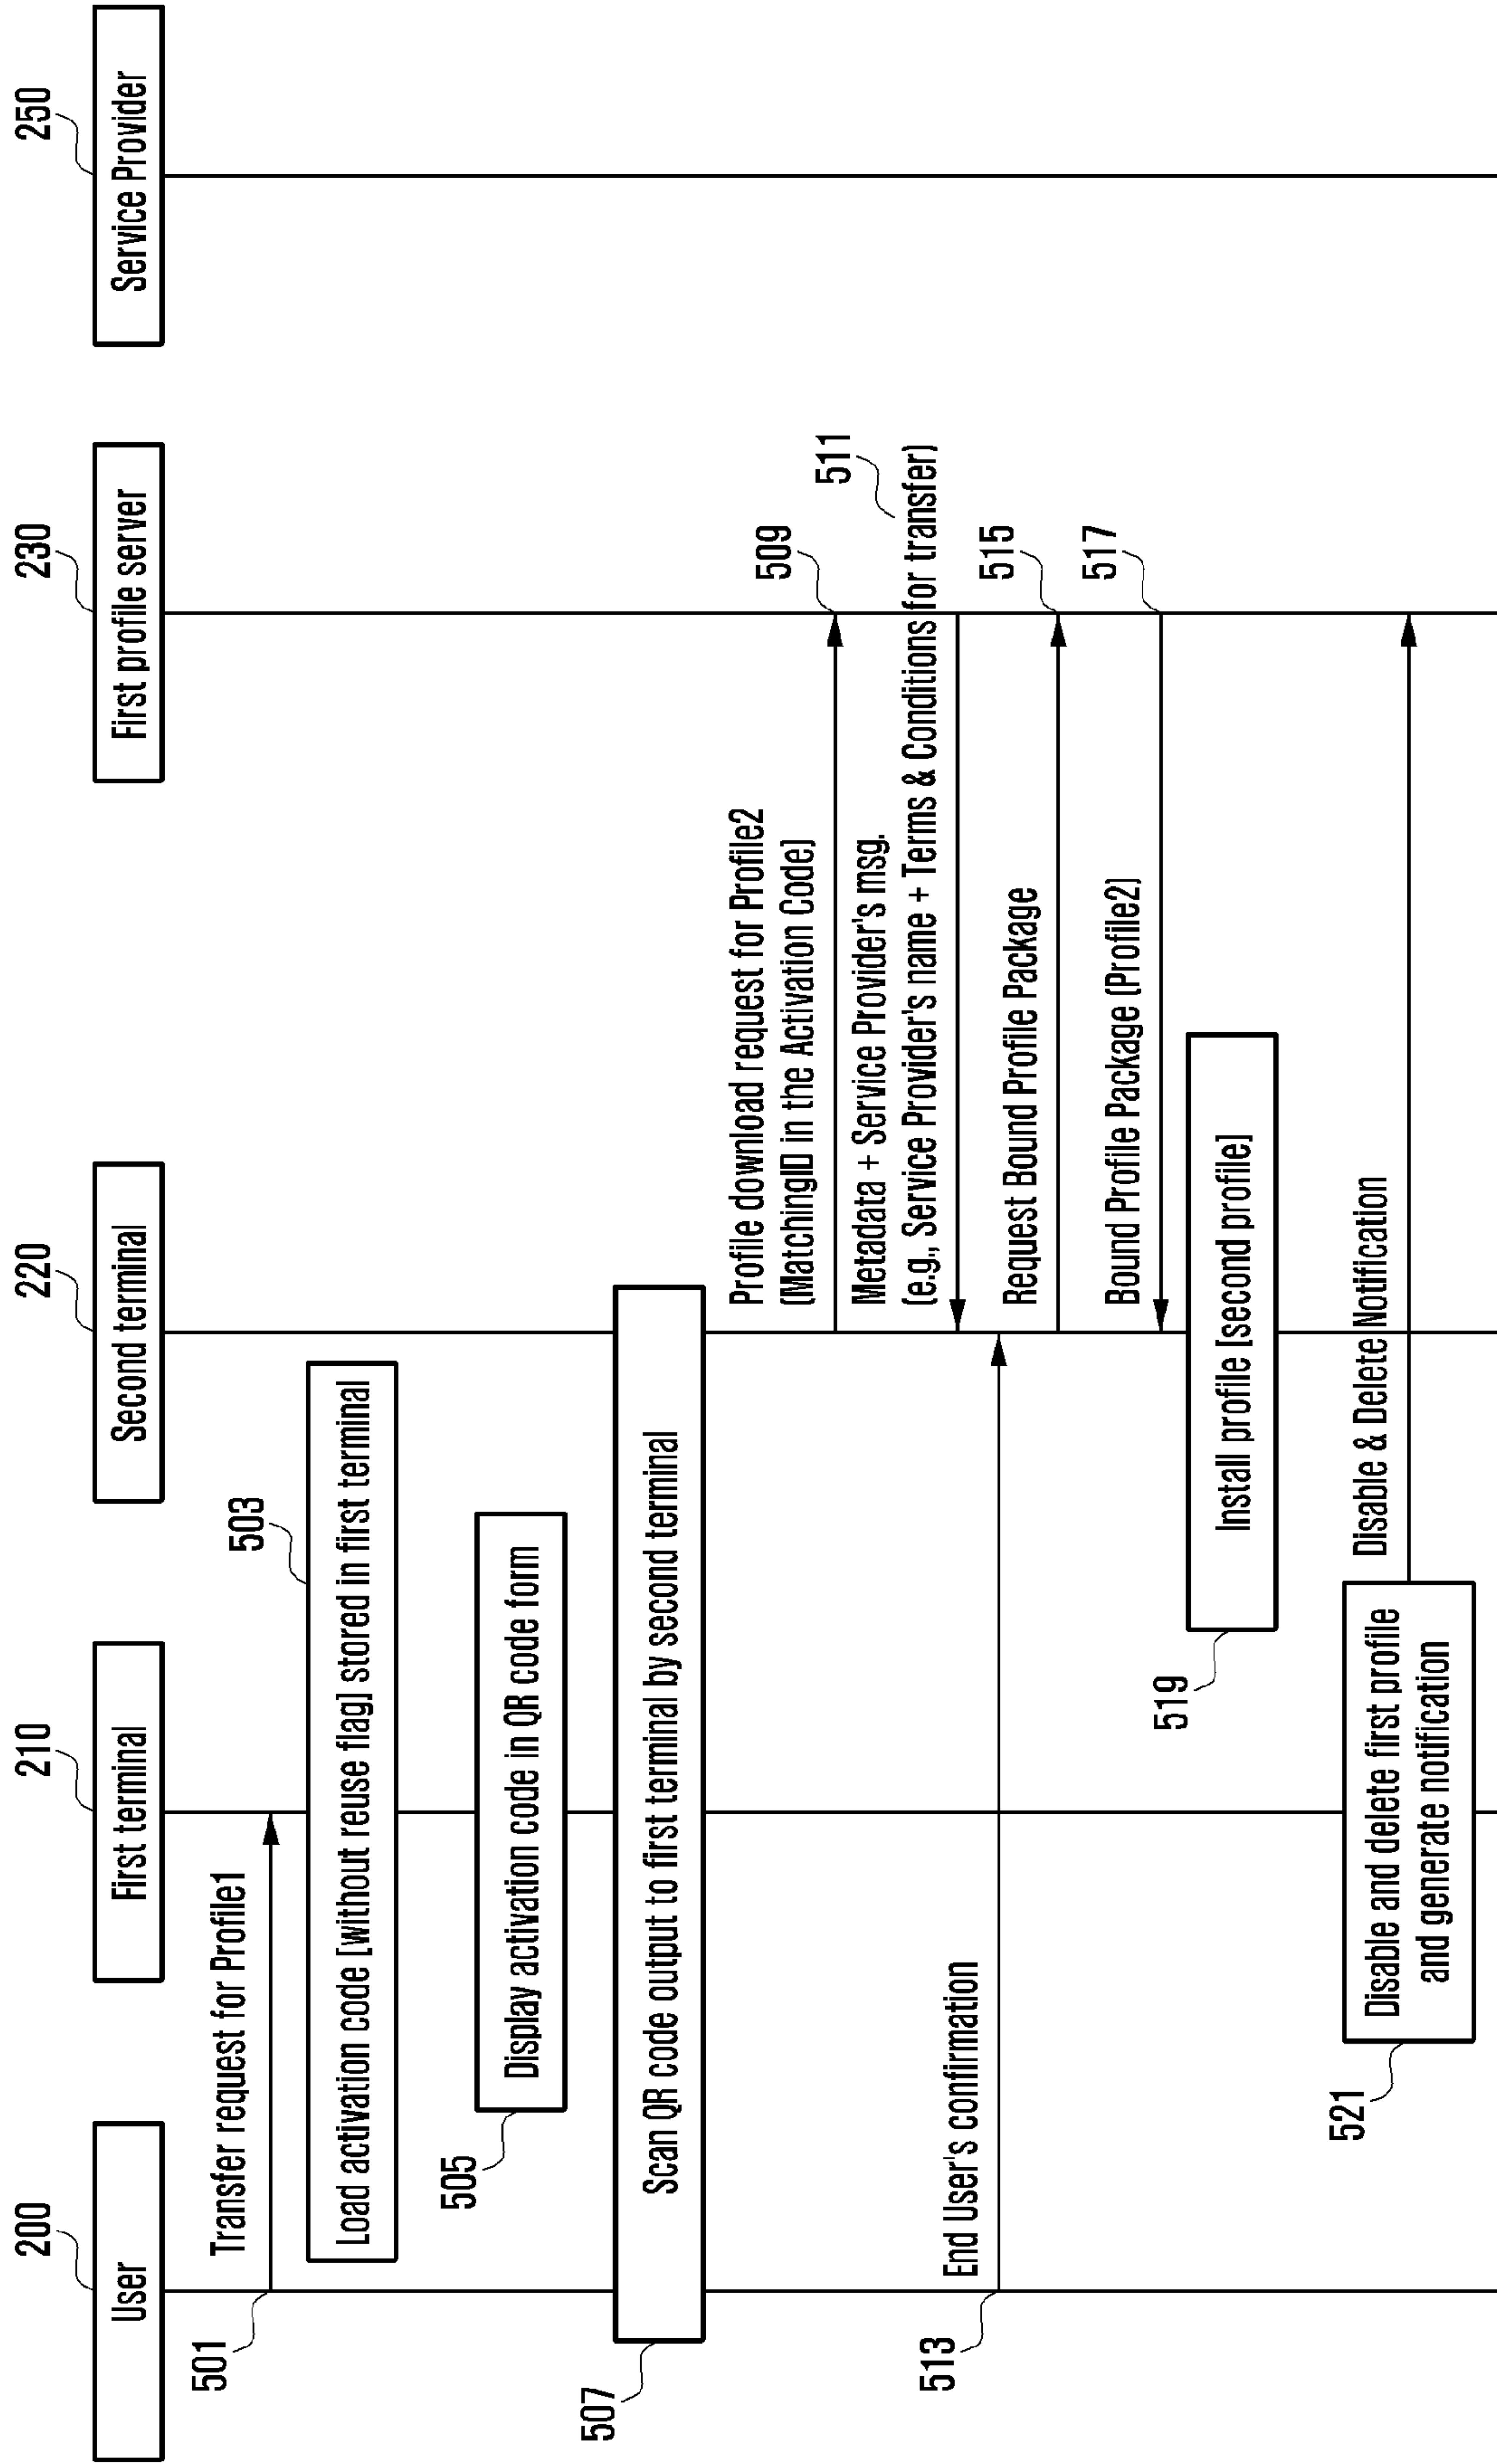 200
User
210
First terminal
220
Second terminal
230
First profile server
250
Service Provider
501
Transfer request for Profile1
503
Load activation code [without reuse flag] stored in first terminal
505
Display activation code in QR code form
507
Scan QR code output to first terminal by second terminal
Profile download request for Profile2
(MatchingID in the Activation Code)
509
Metadata + Service Provider's msg.
(e.g., Service Provider's name + Terms & Conditions for transfer)
511
513
End User's confirmation
Request Bound Profile Package
515
Bound Profile Package (Profile2)
517
519
Install profile [second profile]
521
Disable and delete first profile
and generate notification
Disable & Delete Notification